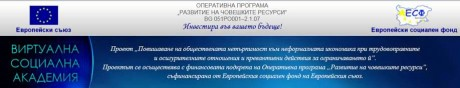 ОПЕРАТИВНА ПРОГРАМА
„РАЗВИТИЕ НА ЧОВЕШКИТЕ РЕСУРСИ”
BG 051PO001–2.1.07
Инвестира във вашето бъдеще!
Европейски съюз
ЕСФ
Европейски социален фонд
ВИРТУАЛНА
СОЦИАЛНА
АКАДЕМИЯ
Проект „Повишаване на обществената нетърпимост към неформалната икономика при трудовоправните
и осигурителните отношения и превантивни действия за ограничаването й”.
Проектът се осъществява с финансовата подкрепа на Оперативна програма „Развитие на човешките ресурси”,
съфинансирана от Европейския социален фонд на Европейския съюз.